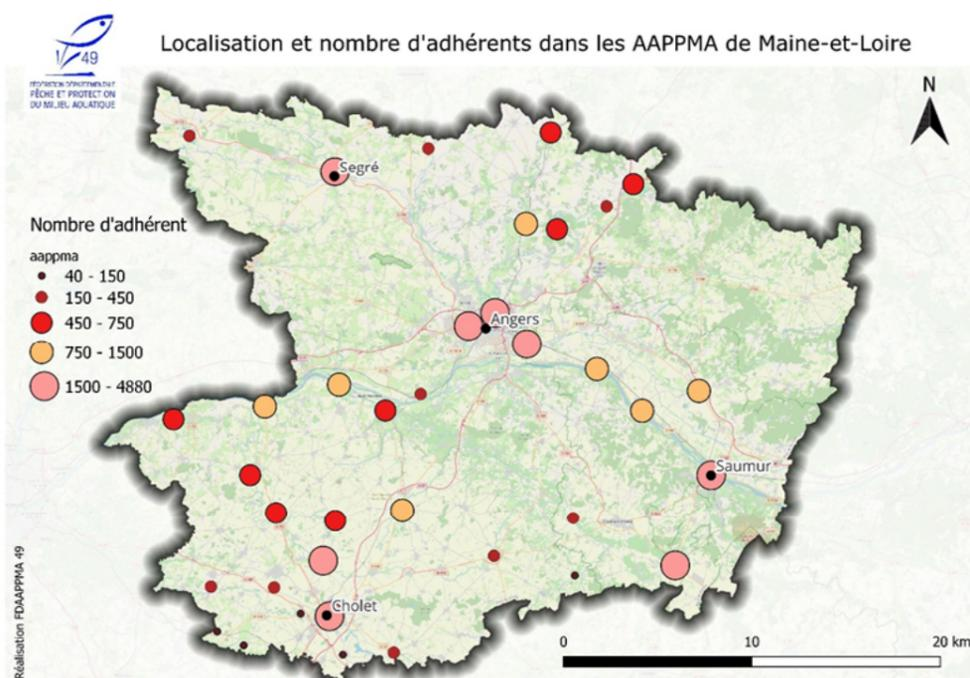 49
FÉDÉRATION DÉPARTEMENTALE
PÊCHE ET PROTECTION
DU MILIEU AQUATIQUE
Localisation et nombre d'adhérents dans les AAPPMA de Maine-et-Loire
N
Segré
Nombre d'adhérent
aappma
40 - 150
150 - 450
450 - 750
750 - 1500
1500 - 4880
Angers
Saumur
Cholet
Réalisation FDAAPPMA 49
0 10 20 km